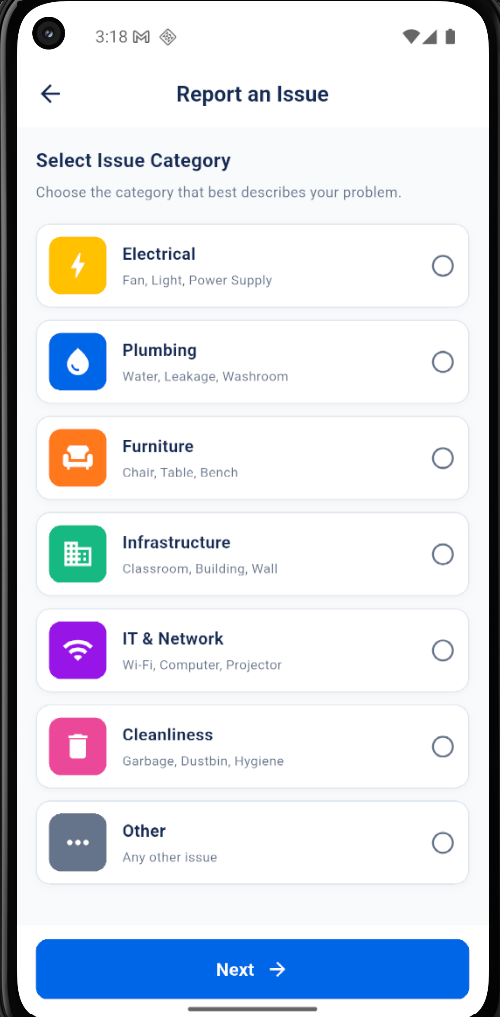 3:18
Report an Issue
Select Issue Category
Choose the category that best describes your problem.
Electrical
Fan, Light, Power Supply
Plumbing
Water, Leakage, Washroom
Furniture
Chair, Table, Bench
Infrastructure
Classroom, Building, Wall
IT & Network
Wi-Fi, Computer, Projector
Cleanliness
Garbage, Dustbin, Hygiene
Other
Any other issue
Next